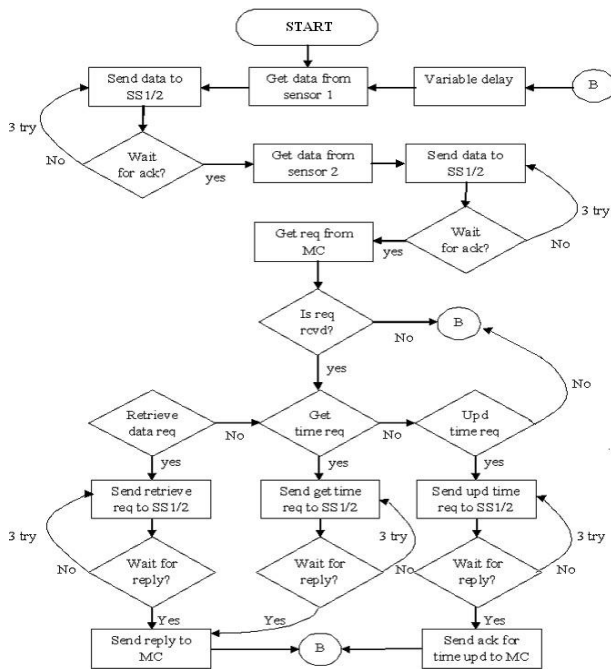 START
Send data to
SS1/2
Get data from
sensor 1
Variable delay
B
3 try
No
Wait
for ack?
yes
Get data from
sensor 2
Send data to
SS1/2
3 try
Get req from
MC
yes
Wait
for ack?
No
Is req
rcvd?
No
B
yes
Retrieve
data req
No
Get
time req
No
Upd
time req
No
yes
yes
yes
Send retrieve
req to SS1/2
Send get time
req to SS1/2
Send upd time
req to SS1/2
3 try
No
Wait for
reply?
3 try
Wait for
reply?
No
Wait for
reply?
3 try
No
Yes
Yes
Yes
Send reply to
MC
B
Send ack for
time upd to MC